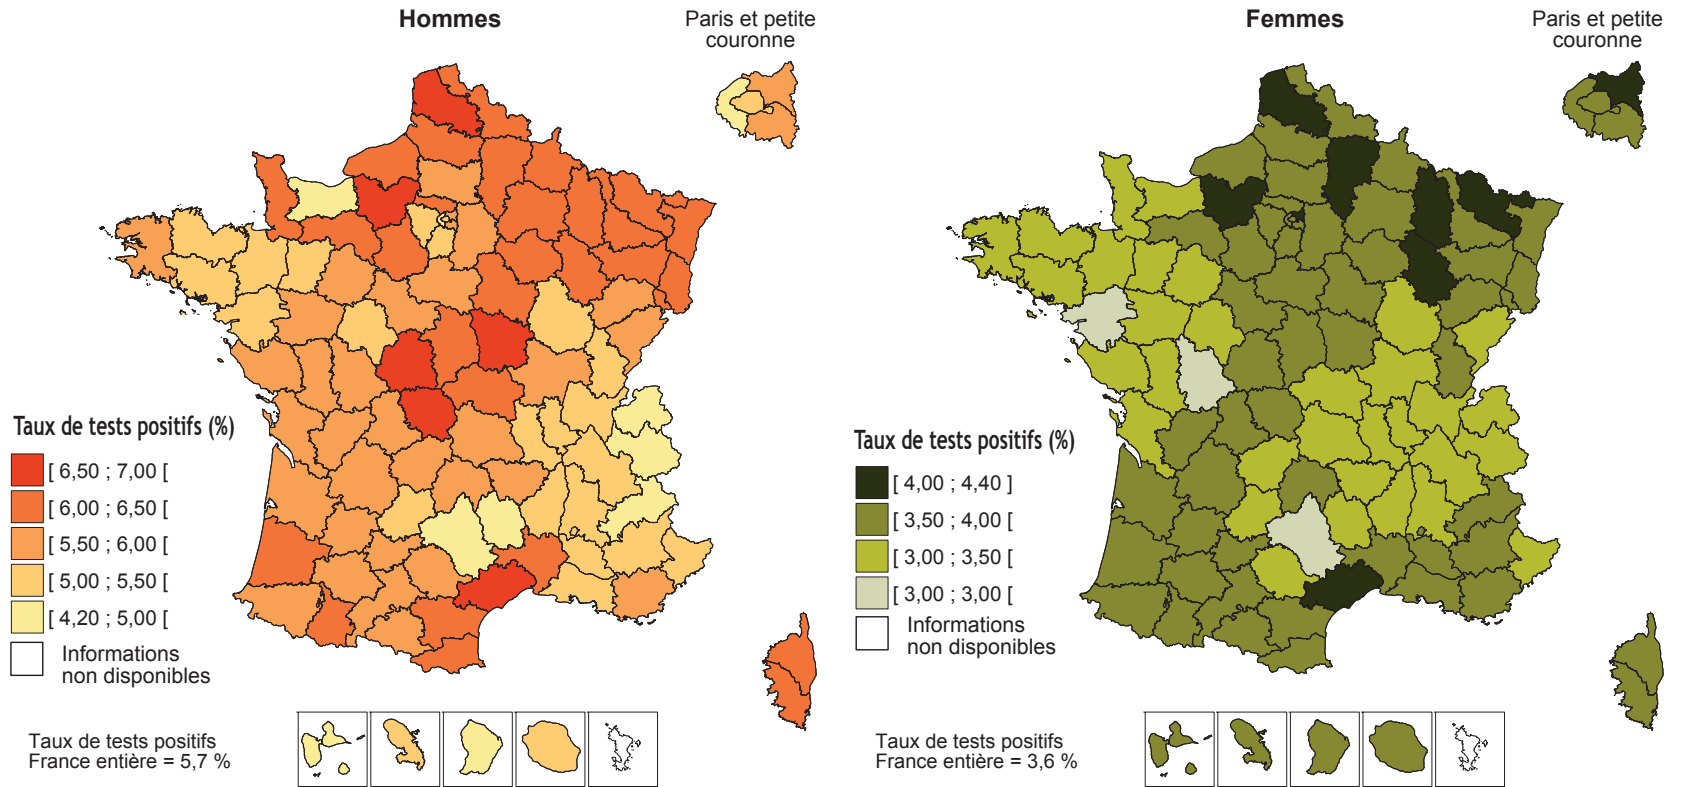 Hommes
Paris et petite
couronne
Taux de tests positifs (%)
[ 6,50 ; 7,00 [
[ 6,00 ; 6,50 [
[ 5,50 ; 6,00 [
[ 5,00 ; 5,50 [
[ 4,20 ; 5,00 [
Informations
non disponibles
Taux de tests positifs
France entière = 5,7 %
Femmes
Paris et petite
couronne
Taux de tests positifs (%)
[ 4,00 ; 4,40 ]
[ 3,50 ; 4,00 [
[ 3,00 ; 3,50 [
[ 3,00 ; 3,00 [
Informations
non disponibles
Taux de tests positifs
France entière = 3,6 %